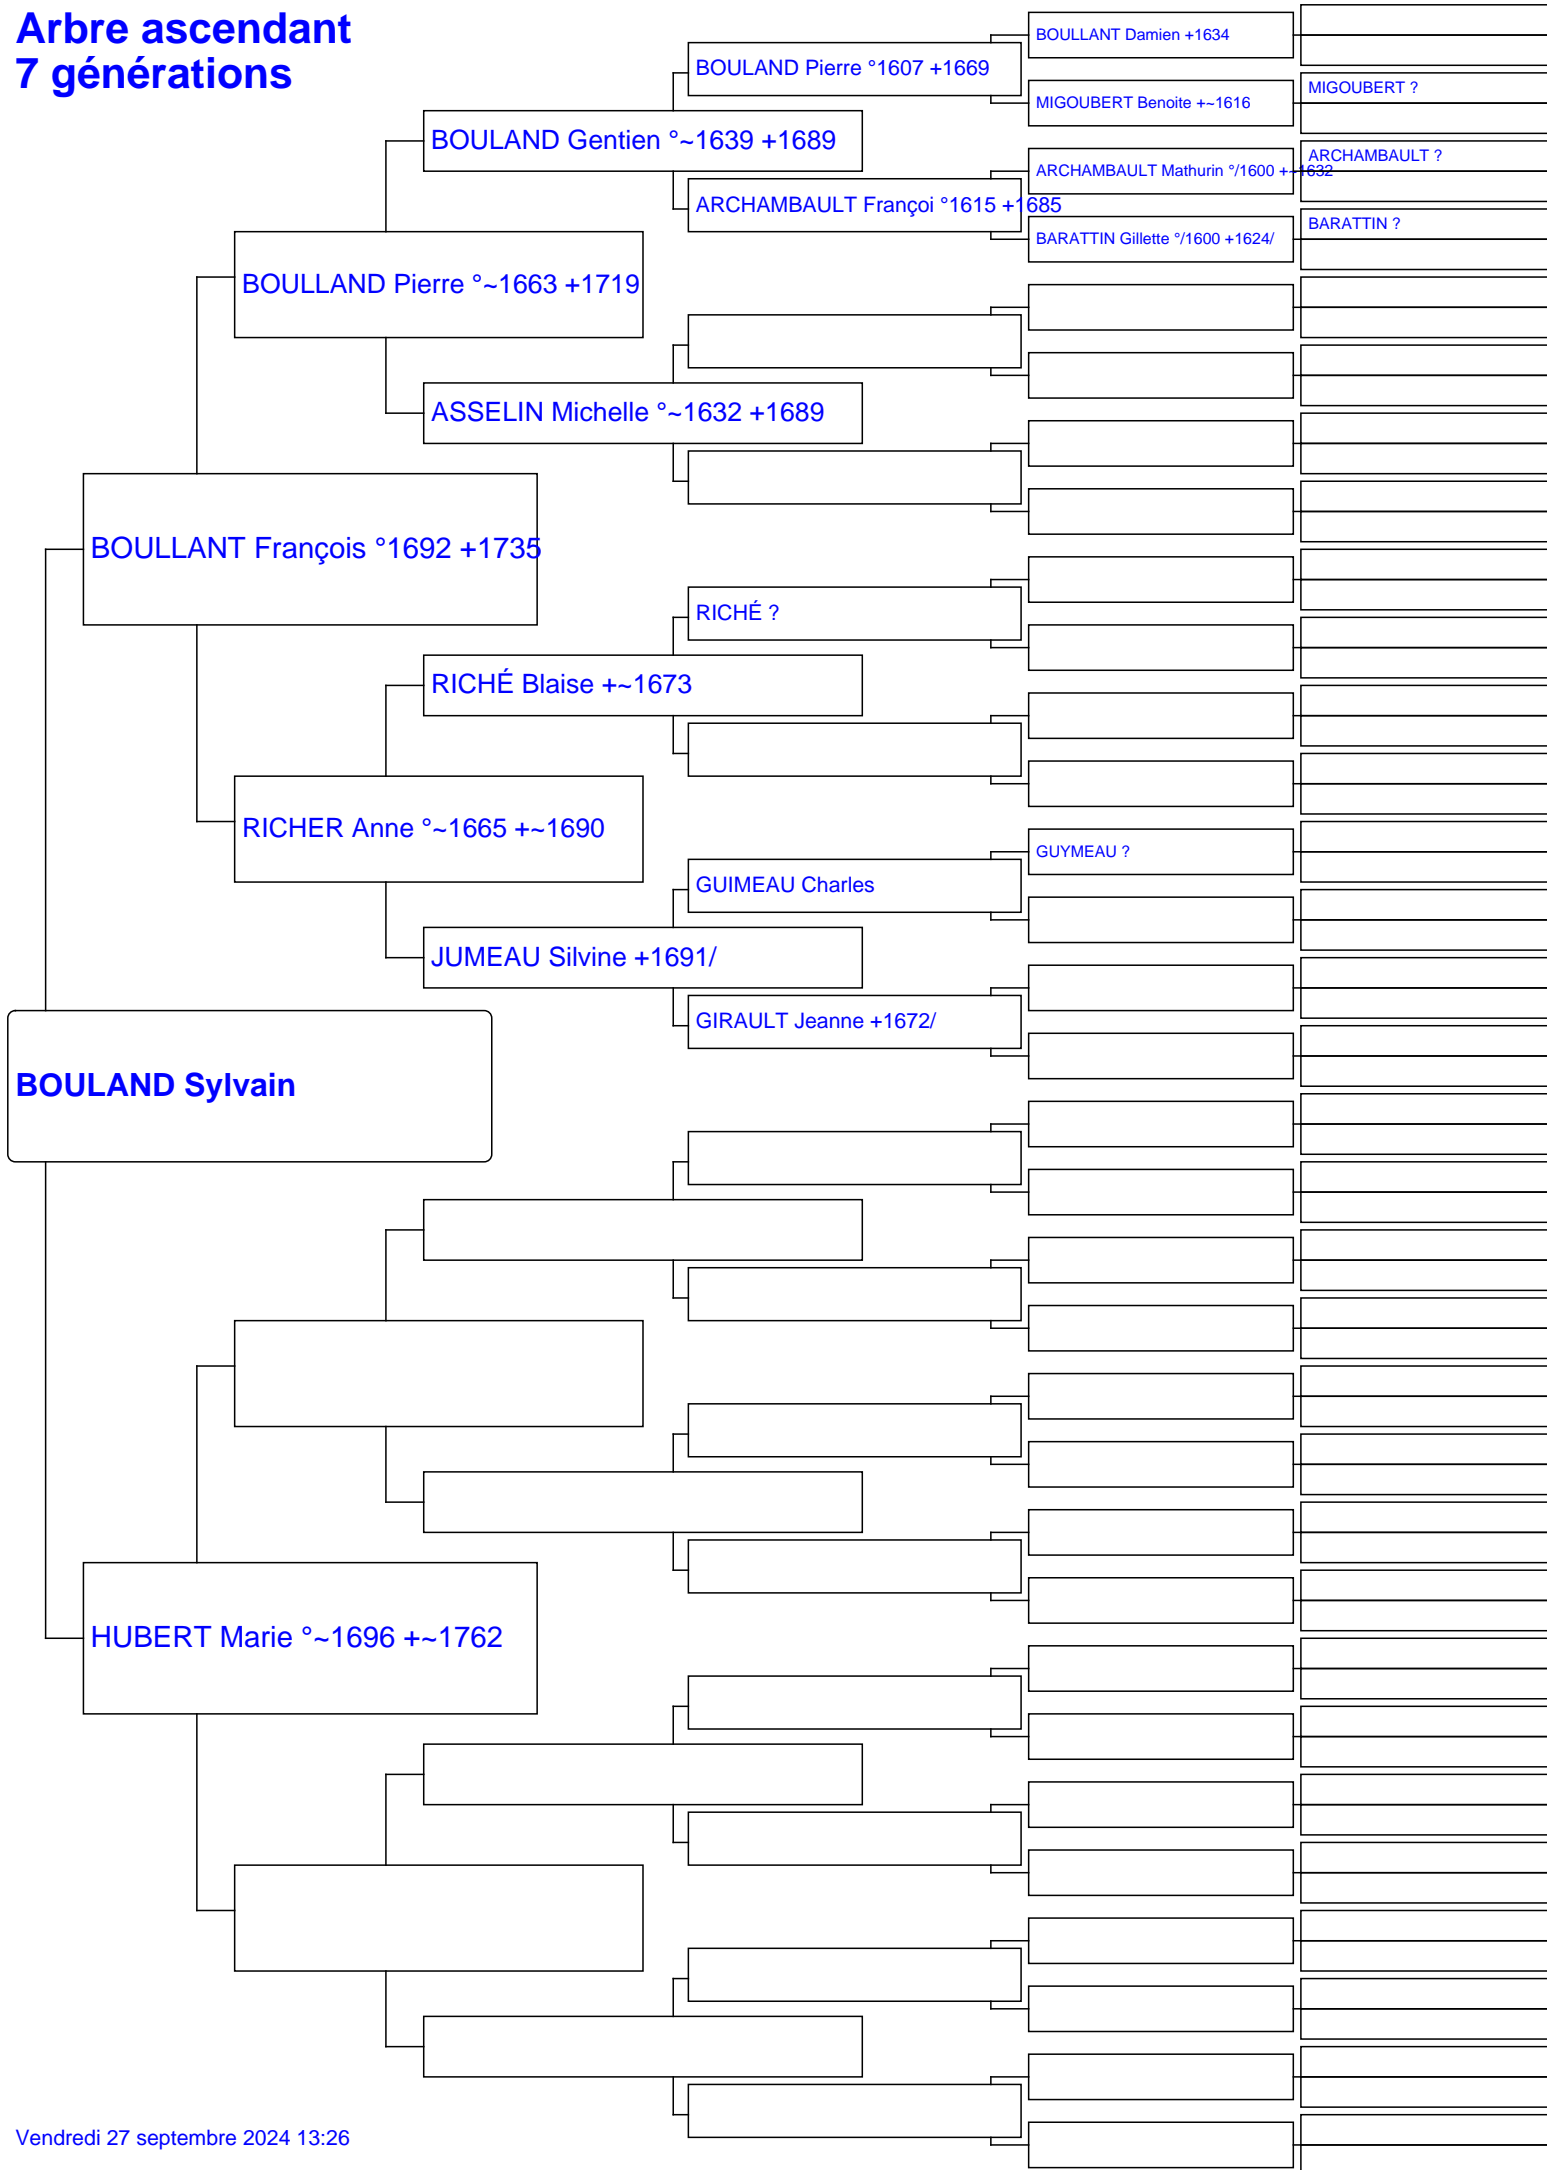 Arbre ascendant
7 générations
BOULLANT Damien +1634
BOULAND Pierre °1607 +1669
MIGOUBERT ?
MIGOUBERT Benoite +~1616
BOULAND Gentien °~1639 +1689
ARCHAMBAULT ?
ARCHAMBAULT Mathurin °/1600 +~1632
ARCHAMBAULT Françoi °1615 +1685
BARATTIN ?
BARATTIN Gillette °/1600 +1624/
BOULLAND Pierre °~1663 +1719
ASSELIN Michelle °~1632 +1689
BOULLANT François °1692 +1735
RICHÉ ?
RICHÉ Blaise +~1673
RICHER Anne °~1665 +~1690
GUYMEAU ?
GUIMEAU Charles
JUMEAU Silvine +1691/
GIRAULT Jeanne +1672/
BOULAND Sylvain
HUBERT Marie °~1696 +~1762
Vendredi 27 septembre 2024 13:26